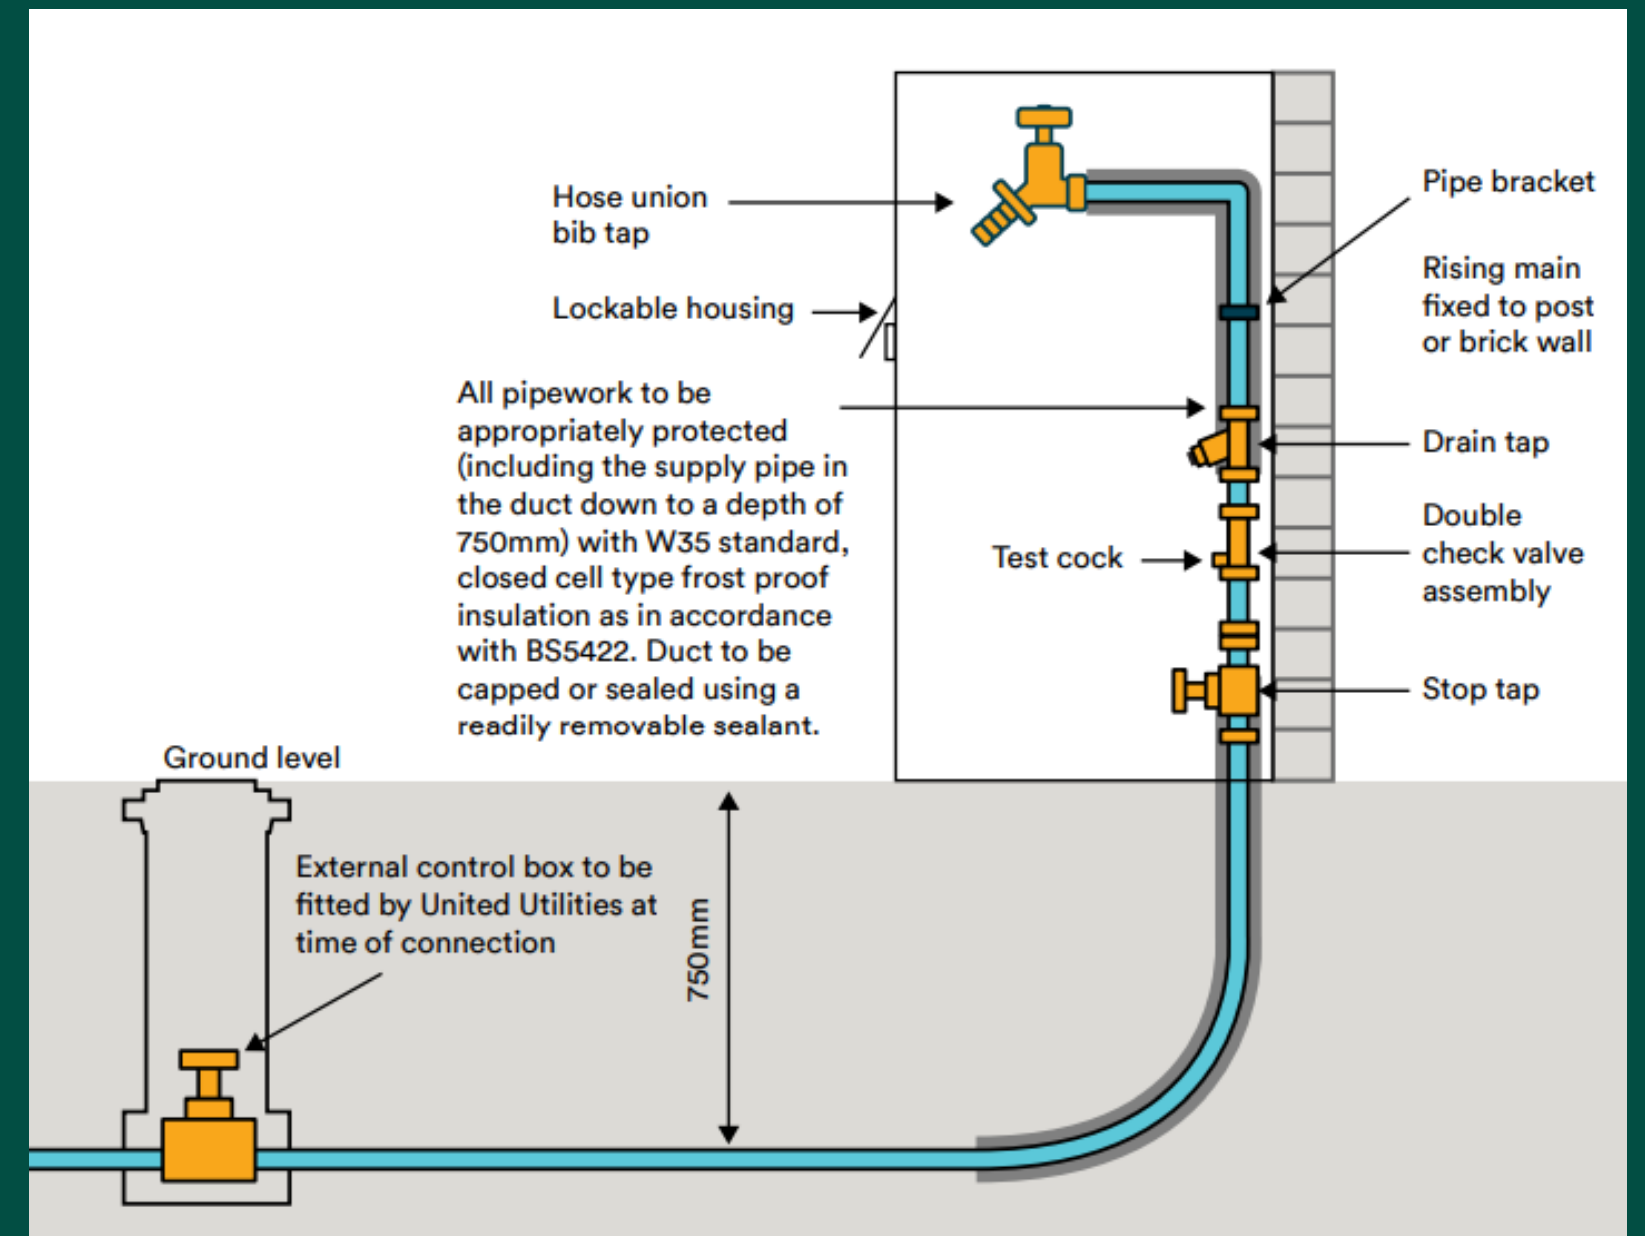 Hose union
bib tap
Lockable housing
All pipework to be
appropriately protected
(including the supply pipe in
the duct down to a depth of
750mm) with W35 standard,
closed cell type frost proof
insulation as in accordance
with BS5422. Duct to be
capped or sealed using a
readily removable sealant.
Pipe bracket
Rising main
fixed to post
or brick wall
Drain tap
Double
check valve
assembly
Test cock
Stop tap
Ground level
External control box to be
fitted by United Utilities at
time of connection
750mm